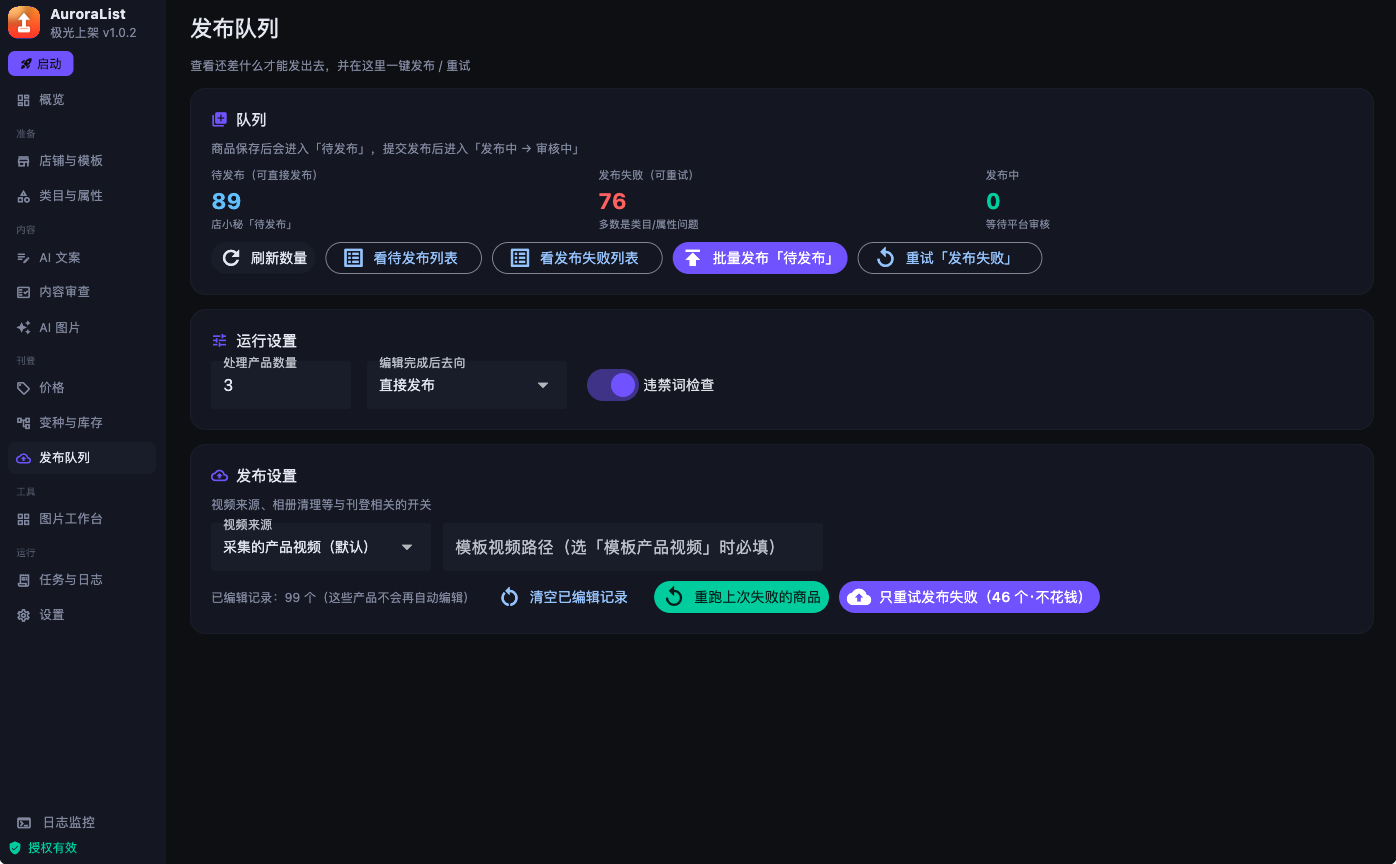 AuroraList
极光上架 v1.0.2
启动
概览
准备
店铺与模板
类目与属性
内容
AI 文案
内容审查
AI 图片
刊登
价格
变种与库存
发布队列
工具
图片工作台
运行
任务与日志
设置
日志监控
授权有效
发布队列
查看还差什么才能发出去，并在这里一键发布 / 重试
队列
商品保存后会进入「待发布」，提交发布后进入「发布中 → 审核中」
待发布（可直接发布）
89
店小秘「待发布」
发布失败（可重试）
76
多数是类目/属性问题
发布中
0
等待平台审核
刷新数量
看待发布列表
看发布失败列表
批量发布「待发布」
重试「发布失败」
运行设置
处理产品数量
3
编辑完成后去向
直接发布
违禁词检查
发布设置
视频来源、相册清理等与刊登相关的开关
视频来源
采集的产品视频（默认）
模板视频路径（选「模板产品视频」时必填）
已编辑记录：99 个（这些产品不会再自动编辑）
清空已编辑记录
重跑上次失败的商品
只重试发布失败（46 个·不花钱）